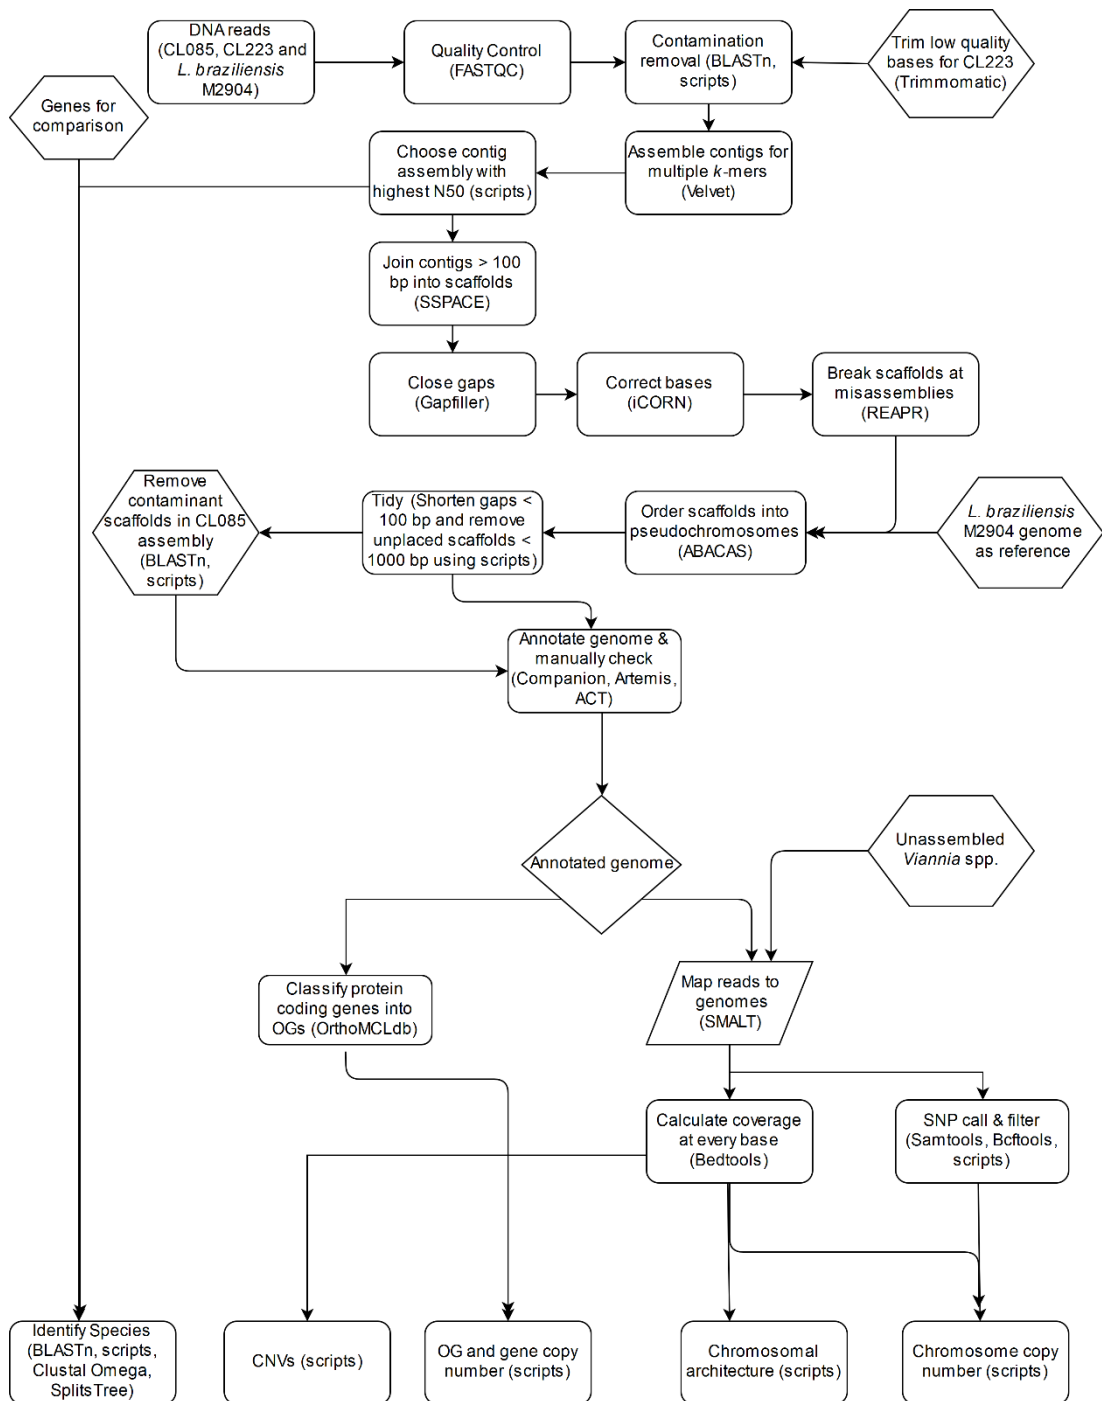 DNA reads
(CL085, CL223 and
L. braziliensis
M2904)
Quality Control
(FASTQC)
Contamination
removal (BLASTn,
scripts)
Trim low quality
bases for CL223
(Trimmomatic)
Genes for
comparison
Choose contig
assembly with
highest N50 (scripts)
Assemble contigs for
multiple k-mers
(Velvet)
Join contigs > 100
bp into scaffolds
(SSPACE)
Close gaps
(Gapfiller)
Correct bases
(iCORN)
Break scaffolds at
misassemblies
(REAPR)
Remove
contaminant
scaffolds in CL085
assembly
(BLASTn,
scripts)
Tidy (Shorten gaps <
100 bp and remove
unplaced scaffolds <
1000 bp using scripts)
Order scaffolds into
pseudochromosomes
(ABACAS)
L. braziliensis
M2904 genome
as reference
Annotate genome &
manually check
(Companion, Artemis,
ACT)
Annotated genome
Unassembled
Viannia spp.
Classify protein
coding genes into
OGs (OrthoMCLdb)
Map reads to
genomes
(SMALT)
Calculate coverage
at every base
(Bedtools)
SNP call & filter
(Samtools, Bcftools,
scripts)
Identify Species
(BLASTn, scripts,
Clustal Omega,
SplitsTree)
CNVs (scripts)
OG and gene copy
number (scripts)
Chromosomal
architecture (scripts)
Chromosome copy
number (scripts)